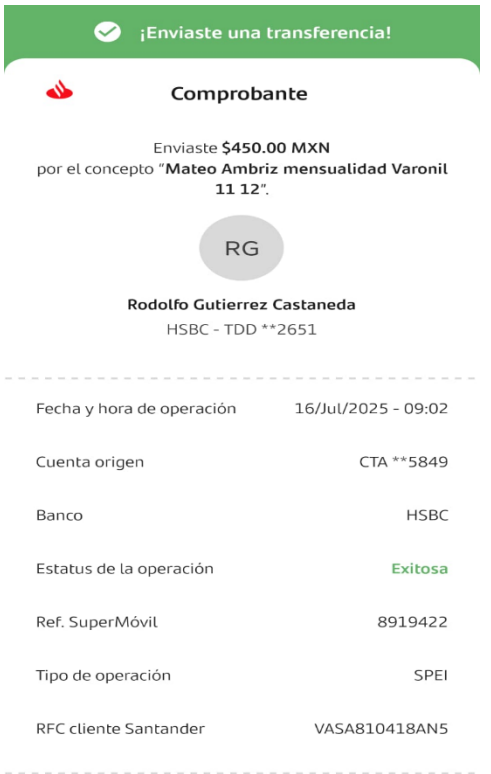 ¡Enviaste una transferencia!
Comprobante
Enviaste $450.00 MXN
por el concepto "Mateo Ambriz mensualidad Varonil
11 12".
RG
Rodolfo Gutierrez Castaneda
HSBC - TDD **2651
Fecha y hora de operación 16/Jul/2025 - 09:02
Cuenta origen CTA **5849
Banco HSBC
Estatus de la operación Exitosa
Ref. SuperMóvil 8919422
Tipo de operación SPEI
RFC cliente Santander VASA810418AN5